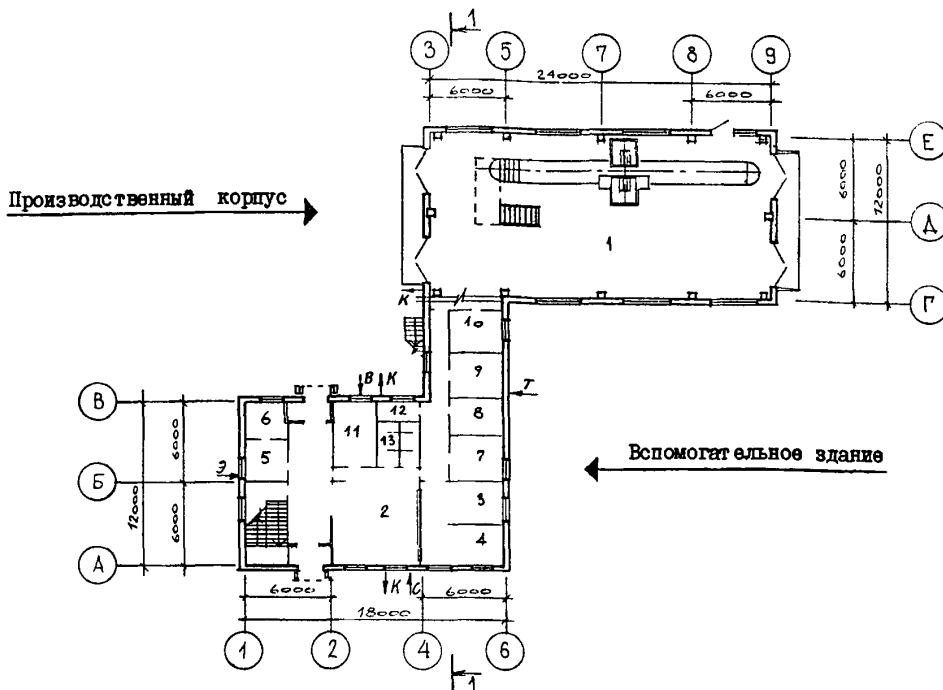 1
3 5 7 8 9
24000
6000 6000
Е
Производственный корпус
6000
12000
Д
1
6000
К
Г
10
9
В К
Т
В
6 12
8
11 13
6000
5
7
Вспомогательное здание
Э
Б
12000
2
3
6000
4
А
К С
6000 6000
18000
1 2 4 6
1